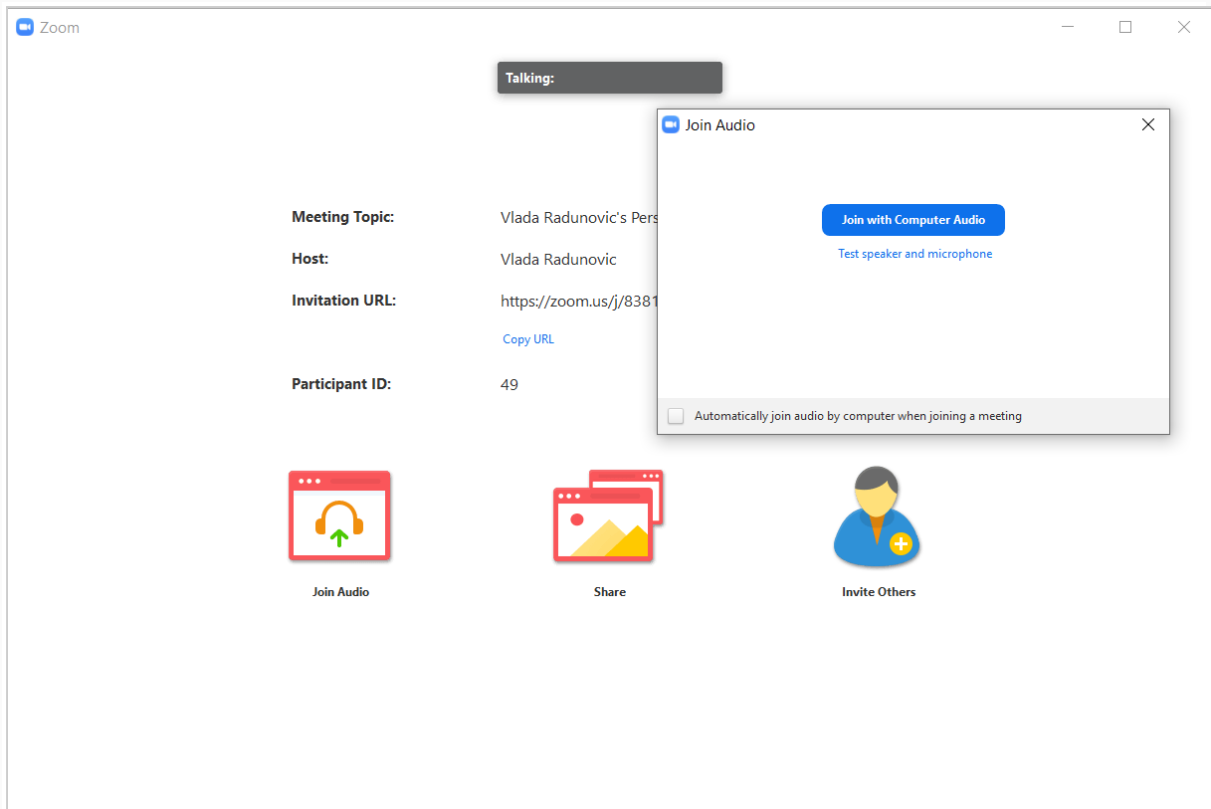 Zoom
Talking:
Join Audio
Join with Computer Audio
Test speaker and microphone
Automatically join audio by computer when joining a meeting
Meeting Topic: Vlada Radunovic's Pers
Host: Vlada Radunovic
Invitation URL: https://zoom.us/j/8381
Copy URL
Participant ID: 49
Join Audio Share Invite Others